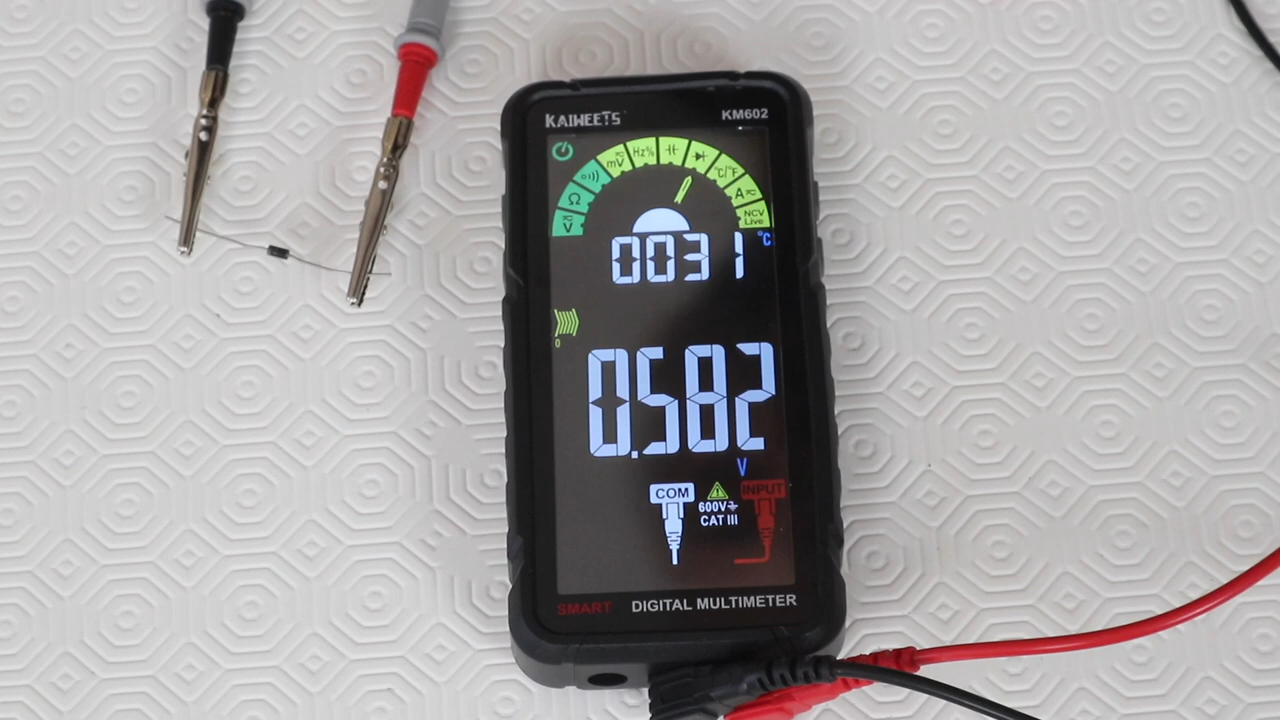 KAIWEETS KM602
V Ω mV Hz% °C/°F A NCV Live
0031 °C
0
0.582
V
COM 600V CAT III INPUT
SMART DIGITAL MULTIMETER